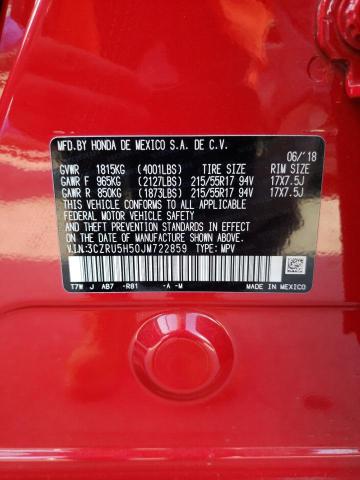 MFD.BY HONDA DE MEXICO S.A. DE C.V.
06/'18
GVWR 1815KG (4001LBS) TIRE SIZE RIM SIZE
GAWR F 965KG (2127LBS) 215/55R17 94V 17X7.5J
GAWR R 850KG (1873LBS) 215/55R17 94V 17X7.5J
THIS VEHICLE CONFORMS TO ALL APPLICABLE
FEDERAL MOTOR VEHICLE SAFETY AND THEFT
PREVENTION STANDARDS IN EFFECT ON THE
DATE OF MANUFACTURE SHOWN ABOVE.
V.I.N:3CZRU5H50JM722859 TYPE: MPV
T7W J AB7 -R81 -A -M
MADE IN MEXICO